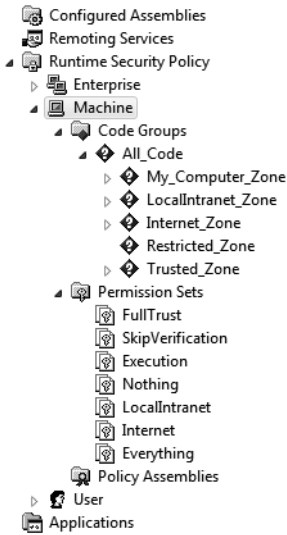 Configured Assemblies
Remoting Services
Runtime Security Policy
Enterprise
Machine
Code Groups
All_Code
My_Computer_Zone
LocalIntranet_Zone
Internet_Zone
Restricted_Zone
Trusted_Zone
Permission Sets
FullTrust
SkipVerification
Execution
Nothing
LocalIntranet
Internet
Everything
Policy Assemblies
User
Applications